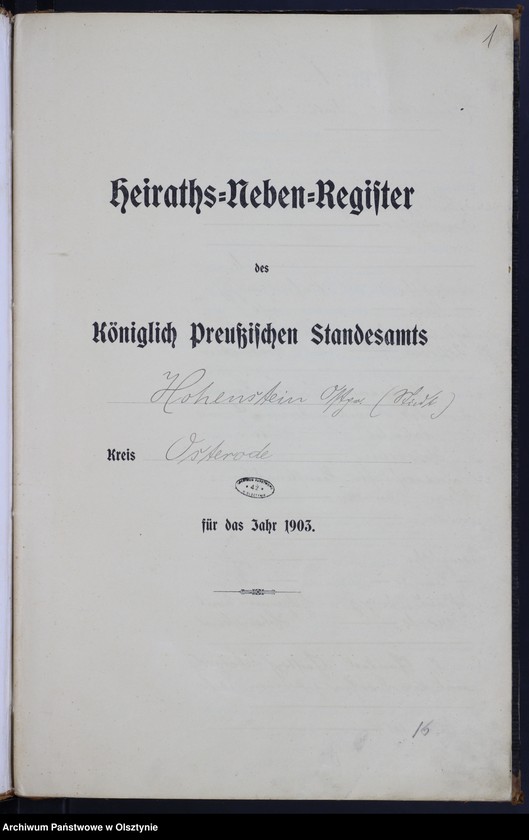 1
Heiraths-Neben-Register
des
Königlich Preußischen Standesamts
Hohenstein Ostpr (Stadt)
Kreis Osterode
42
für das Jahr 1903.
16
Archiwum Państwowe w Olsztynie